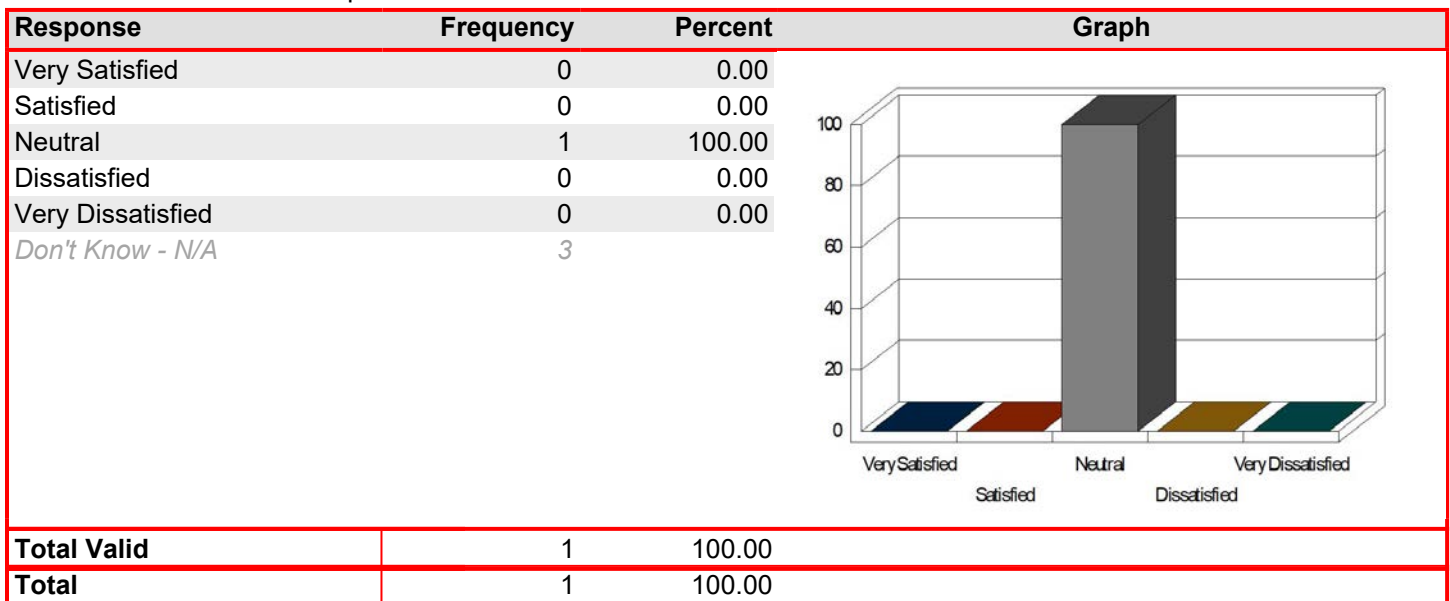 Response Frequency Percent Graph
Very Satisfied 0 0.00
Satisfied 0 0.00
Neutral 1 100.00
Dissatisfied 0 0.00
Very Dissatisfied 0 0.00
Don't Know - N/A 3
100
80
60
40
20
0
Very Satisfied Neutral Very Dissatisfied
Satisfied Dissatisfied
Total Valid 1 100.00
Total 1 100.00